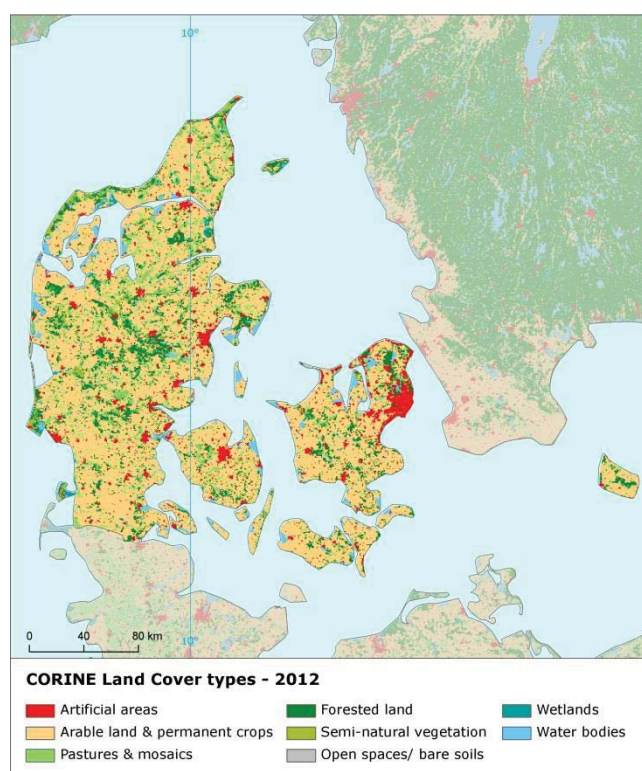 10°
0 40 80 km
10°
CORINE Land Cover types - 2012
Artificial areas
Forested land
Wetlands
Arable land & permanent crops
Semi-natural vegetation
Water bodies
Pastures & mosaics
Open spaces/ bare soils